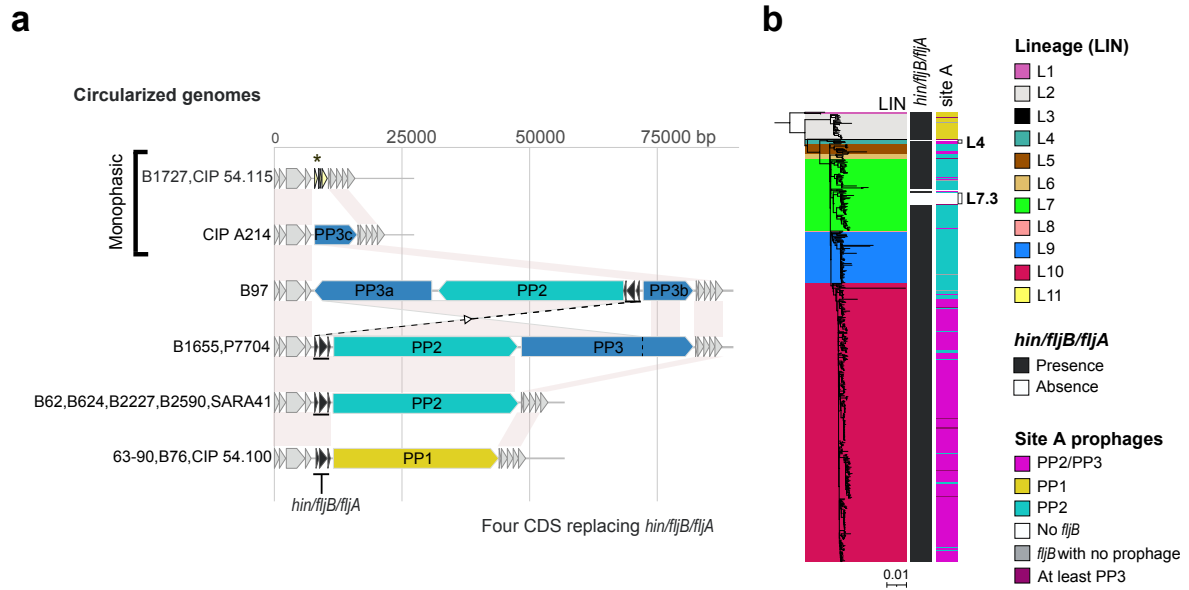 a
Circularized genomes
0 25000 50000 75000 bp
Monophasic
*
B1727,CIP 54.115
CIP A214
PP3c
B97
PP3a
PP2
PP3b
B1655,P7704
PP2
PP3
B62,B624,B2227,B2590,SARA41
PP2
63-90,B76,CIP 54.100
PP1
hin/fljB/fljA
Four CDS replacing hin/fljB/fljA
b
LIN
hin/fljB/fljA
site A
L4
L7.3
0.01
Lineage (LIN)
L1
L2
L3
L4
L5
L6
L7
L8
L9
L10
L11
hin/fljB/fljA
Presence
Absence
Site A prophages
PP2/PP3
PP1
PP2
No fljB
fljB with no prophage
At least PP3